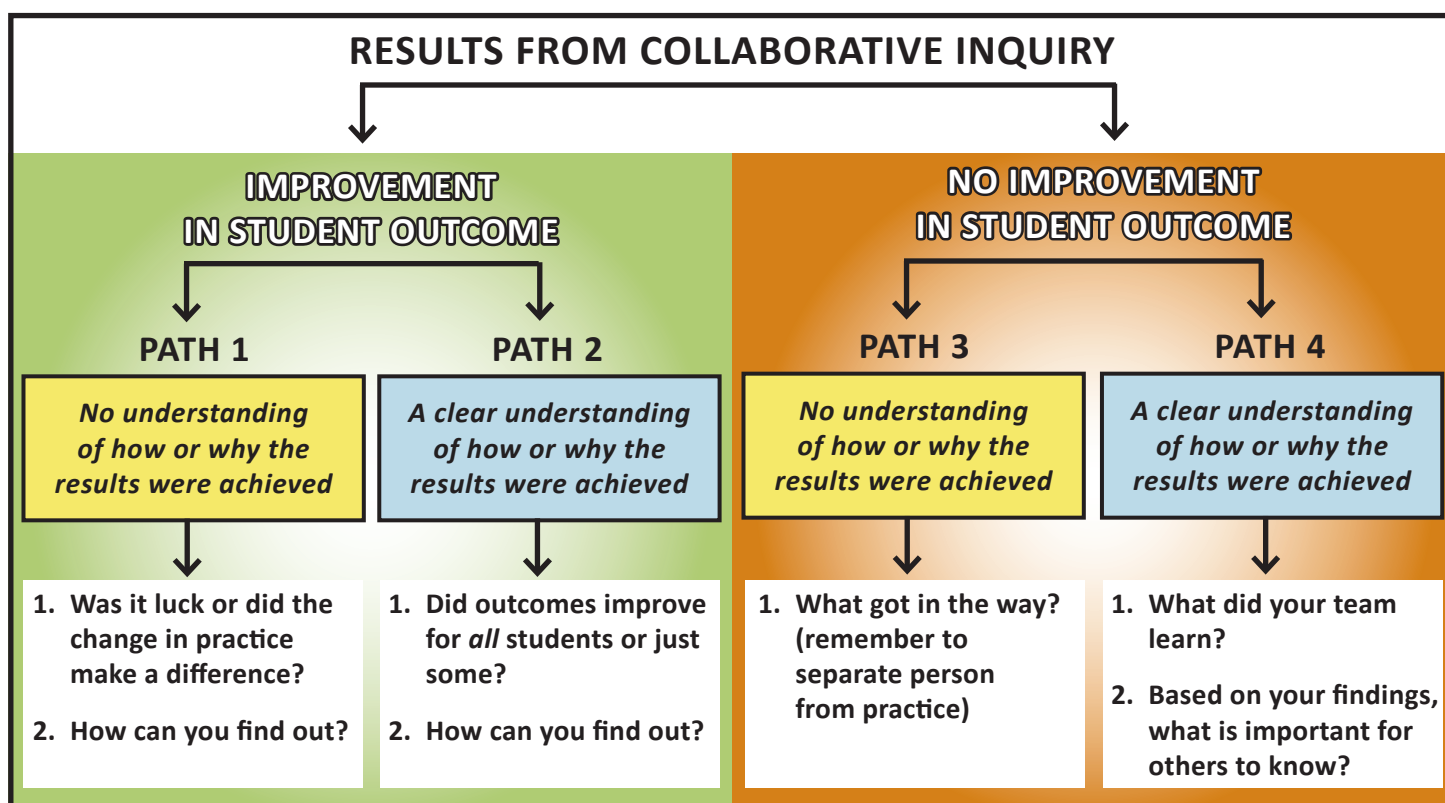 RESULTS FROM COLLABORATIVE INQUIRY
IMPROVEMENT
IN STUDENT OUTCOME
PATH 1
No understanding
of how or why the
results were achieved
1. Was it luck or did the
change in practice
make a difference?
2. How can you find out?
PATH 2
A clear understanding
of how or why the
results were achieved
1. Did outcomes improve
for all students or just
some?
2. How can you find out?
NO IMPROVEMENT
IN STUDENT OUTCOME
PATH 3
No understanding
of how or why the
results were achieved
1. What got in the way?
(remember to
separate person
from practice)
PATH 4
A clear understanding
of how or why the
results were achieved
1. What did your team
learn?
2. Based on your findings,
what is important for
others to know?